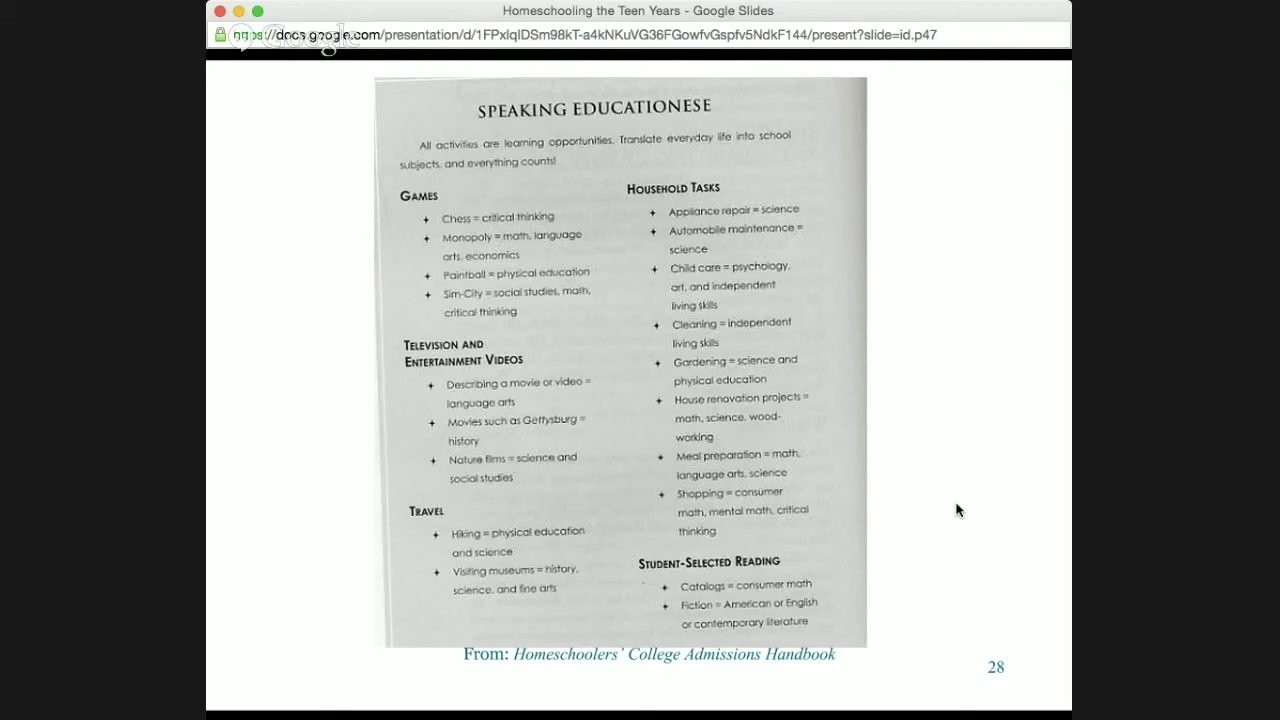 Homeschooling the Teen Years - Google Slides
https://docs.google.com/presentation/d/1FPxIqIDSm98kT-a4kNKuVG36FGowfvGspfv5NdkF144/present?slide=id.p47
Google
SPEAKING EDUCATIONESE
All activities are learning opportunities. Translate everyday life into school
subjects, and everything counts!
GAMES
Chess = critical thinking
Monopoly = math, language
arts, economics
Paintball = physical education
Sim-City = social studies, math,
critical thinking
TELEVISION AND
ENTERTAINMENT VIDEOS
Describing a movie or video =
language arts
Movies such as Gettysburg =
history
Nature films = science and
social studies
TRAVEL
Hiking = physical education
and science
Visiting museums = history,
science, and fine arts
HOUSEHOLD TASKS
Appliance repair = science
Automobile maintenance =
science
Child care = psychology,
art, and independent
living skills
Cleaning = independent
living skills
Gardening = science and
physical education
House renovation projects =
math, science, wood-
working
Meal preparation = math,
language arts, science
Shopping = consumer
math, mental math, critical
thinking
STUDENT-SELECTED READING
Catalogs = consumer math
Fiction = American or English
or contemporary literature
From: Homeschoolers' College Admissions Handbook
28